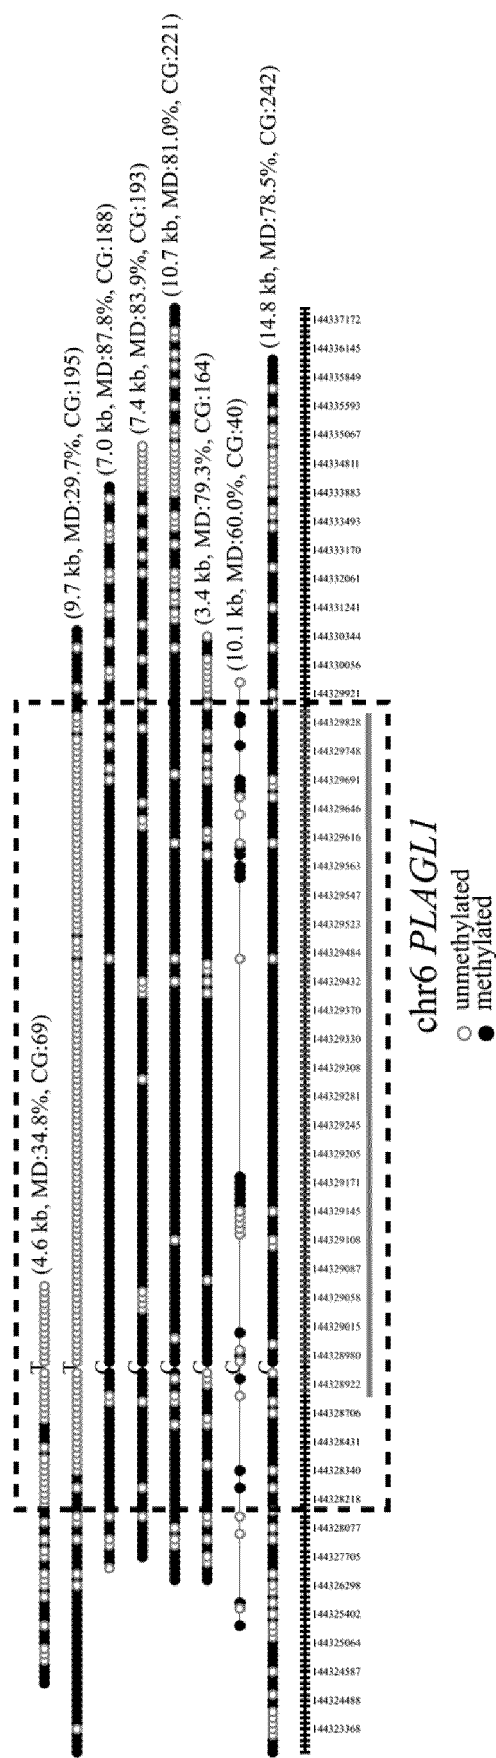 (4.6 kb, MD:34.8%, CG:69)
(9.7 kb, MD:29.7%, CG:195)
(7.0 kb, MD:87.8%, CG:188)
(7.4 kb, MD:83.9%, CG:193)
(10.7 kb, MD:81.0%, CG:221)
(3.4 kb, MD:79.3%, CG:164)
(10.1 kb, MD:60.0%, CG:40)
(14.8 kb, MD:78.5%, CG:242)
T
T
C
C
C
C
C
C
144323368
144324488
144324587
144325064
144325402
144326298
144327705
144328077
144328218
144328340
144328431
144328706
144328922
144328980
144329015
144329058
144329087
144329108
144329145
144329171
144329205
144329245
144329281
144329308
144329330
144329370
144329432
144329484
144329523
144329547
144329563
144329616
144329646
144329691
144329748
144329828
144329921
144330056
144330344
144331241
144332061
144333170
144333493
144333883
144334811
144335067
144335593
144335849
144336145
144337172
chr6 PLAGL1
unmethylated
methylated